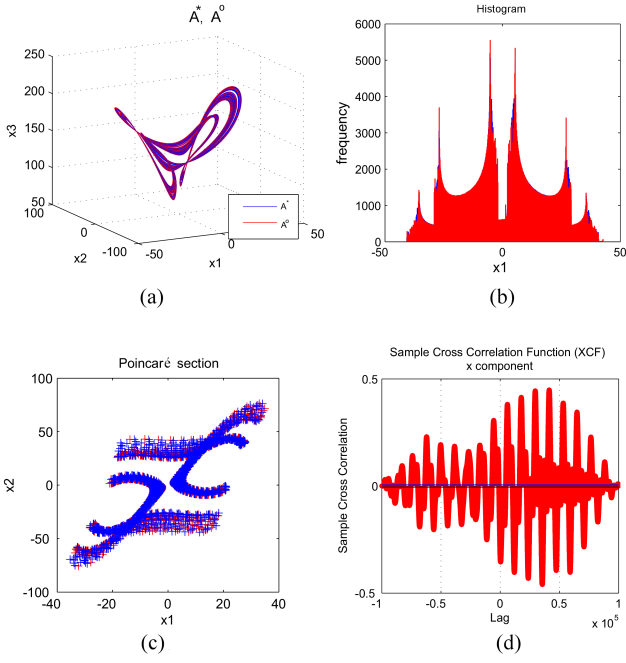 A*, A°
250
200
150
100
50
x3
100
0
-100
x2
-50
0
50
x1
A*
A°
(a)
Histogram
6000
5000
4000
3000
2000
1000
0
frequency
-50
0
50
x1
(b)
Poincaré section
100
50
0
-50
-100
x2
-40
-20
0
20
40
x1
(c)
Sample Cross Correlation Function (XCF)
x component
0.5
0
-0.5
Sample Cross Correlation
-1
-0.5
0
0.5
1
Lag
x 10⁵
(d)